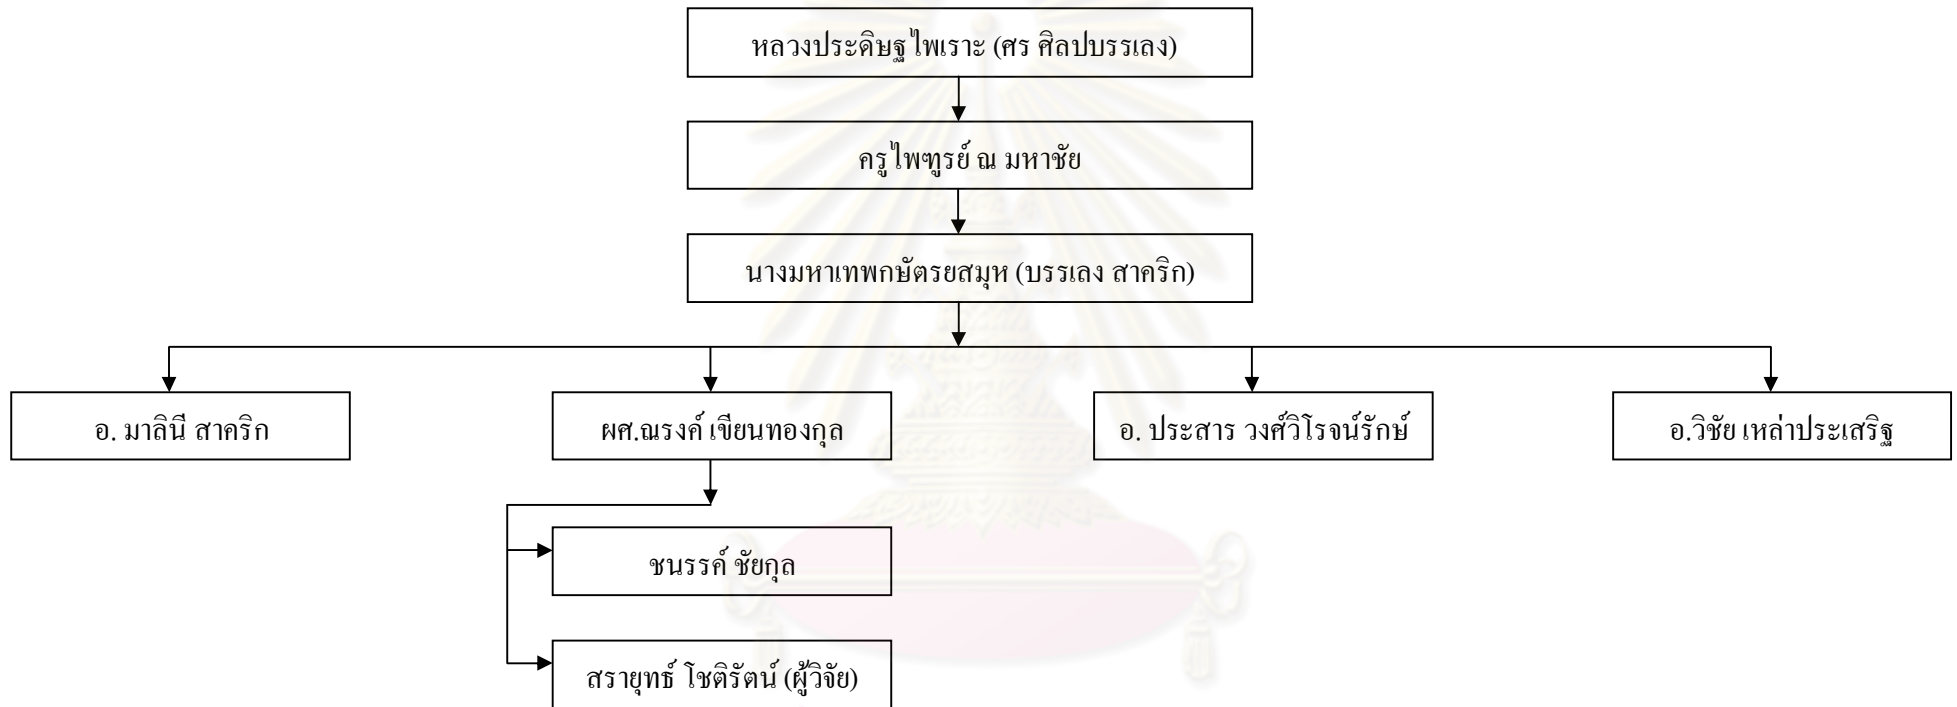 หลวงประดิษฐไพเราะ (ศร ศิลปบรรเลง)
ครูไพฑูรย์ ณ มหาชัย
นางมหาเทพกษัตรยสมุห (บรรเลง สาคริก)
อ. มาลินี สาคริก
ผศ.ณรงค์ เขียนทองกุล
อ. ประสาร วงศ์วิโรจน์รักษ์
อ.วิชัย เหล่าประเสริฐ
ชนรรค์ ชัยกุล
สรายุทธ์ โชติรัตน์ (ผู้วิจัย)